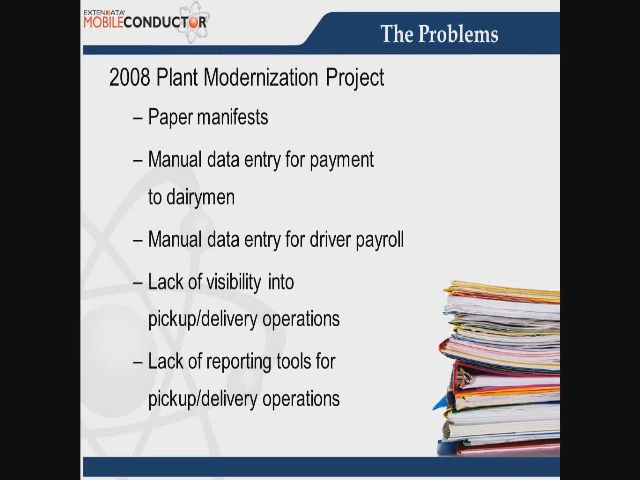 EXTENDATA
MOBILECONDUCTOR
The Problems
2008 Plant Modernization Project
– Paper manifests
– Manual data entry for payment
to dairymen
– Manual data entry for driver payroll
– Lack of visibility into
pickup/delivery operations
– Lack of reporting tools for
pickup/delivery operations